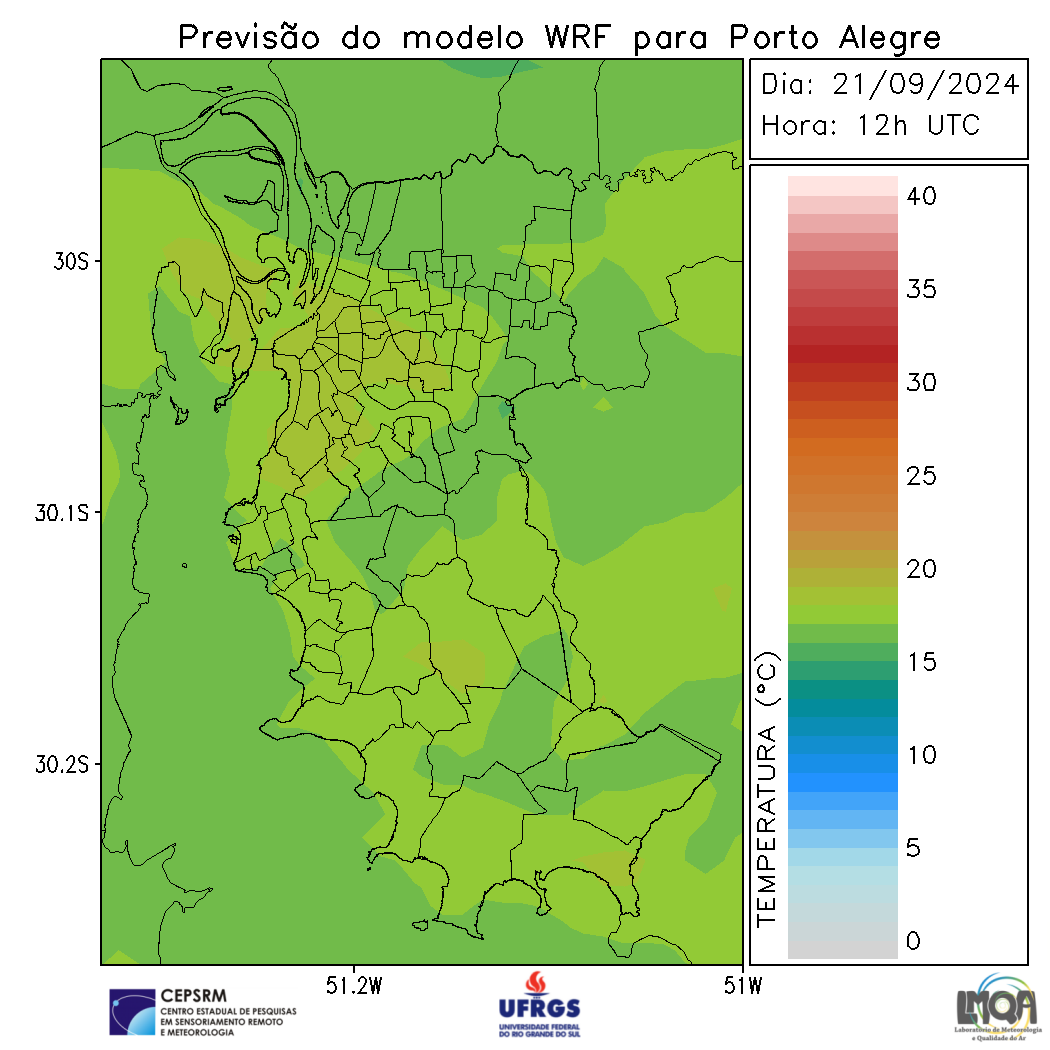 Previsão do modelo WRF para Porto Alegre
Dia: 21/09/2024
Hora: 12h UTC
30S
30.1S
30.2S
51.2W
51W
40
35
30
25
20
15
10
5
0
TEMPERATURA (°C)
CEPSRM
CENTRO ESTADUAL DE PESQUISAS
EM SENSORIAMENTO REMOTO
E METEOROLOGIA
UFRGS
UNIVERSIDADE FEDERAL
DO RIO GRANDE DO SUL
LMQA
Laboratório de Meteorologia
e Qualidade do Ar